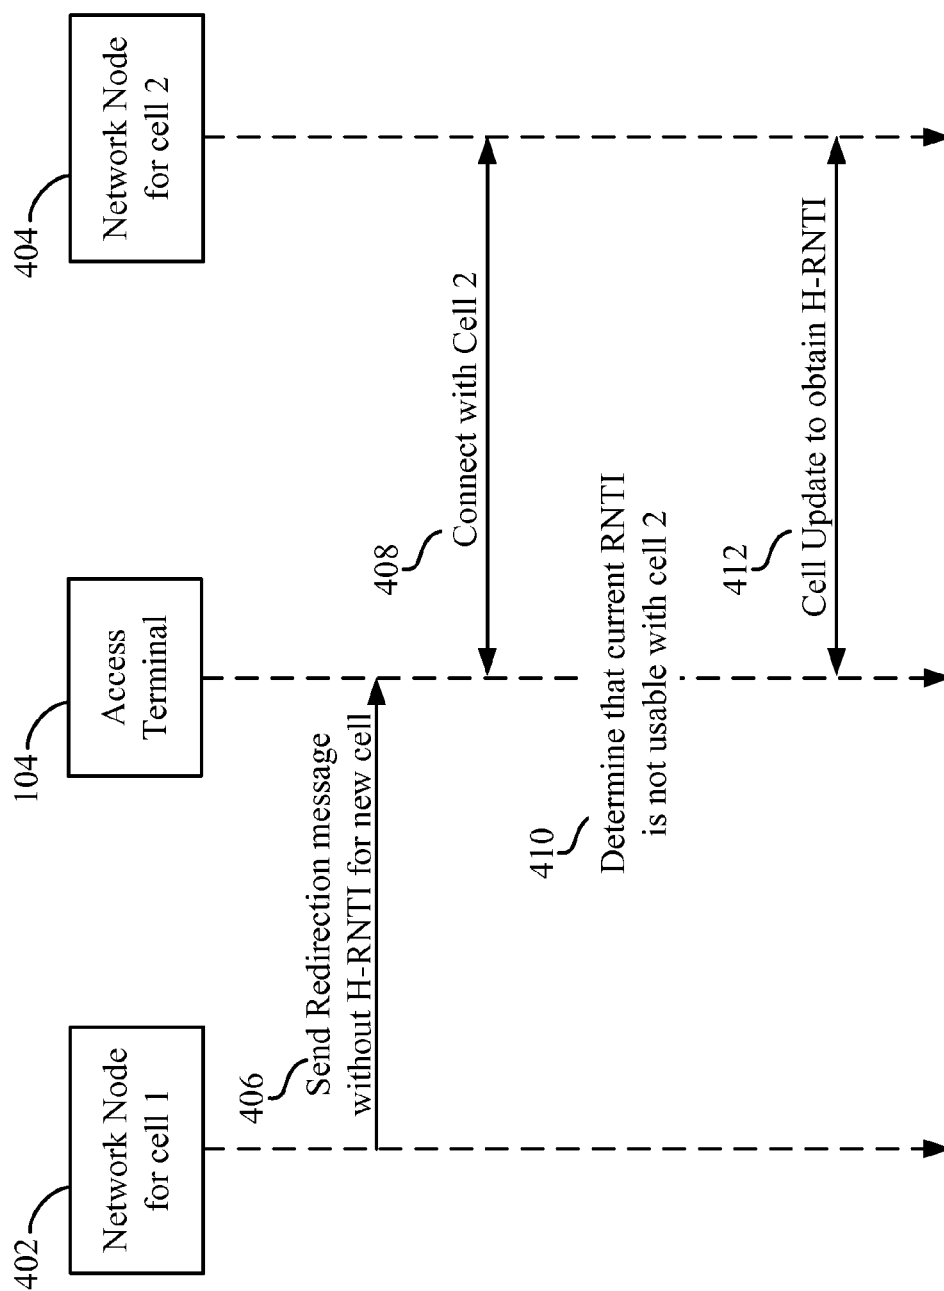 402
Network Node
for cell 1
104
Access
Terminal
404
Network Node
for cell 2
406
Send Redirection message
without H-RNTI for new cell
408
Connect with Cell 2
410
Determine that current RNTI
is not usable with cell 2
412
Cell Update to obtain H-RNTI